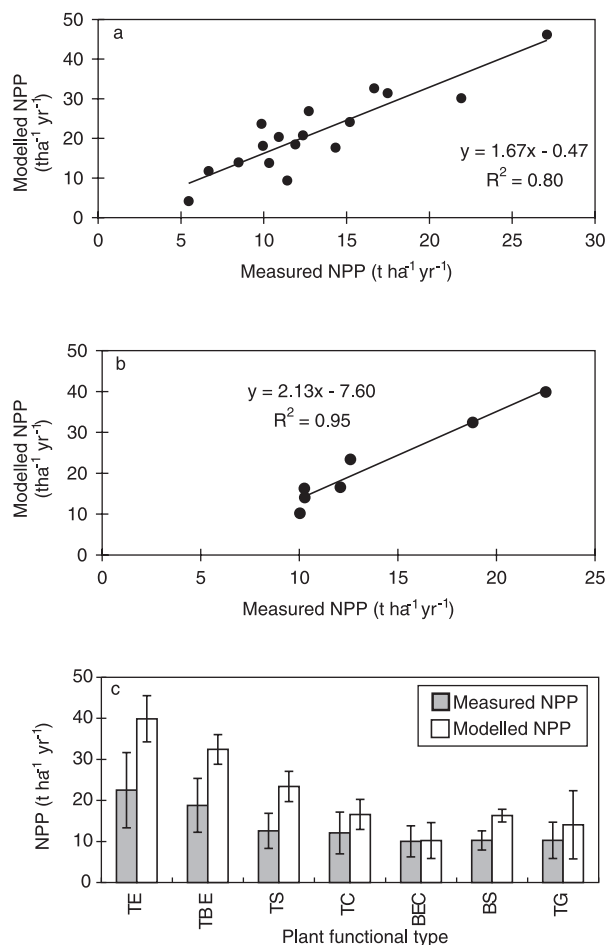 a
50
40
30
20
10
0
Modelled NPP
(tha⁻¹ yr⁻¹)
y = 1.67x - 0.47
R² = 0.80
0 5 10 15 20 25 30
Measured NPP (t ha⁻¹ yr⁻¹)
b
50
40
30
20
10
0
Modelled NPP
(tha⁻¹ yr⁻¹)
y = 2.13x - 7.60
R² = 0.95
0 5 10 15 20 25
Measured NPP (t ha⁻¹ yr⁻¹)
c
50
40
30
20
10
0
NPP (t ha⁻¹ yr⁻¹)
Measured NPP
Modelled NPP
TE TBE TS TC BEC BS TG
Plant functional type